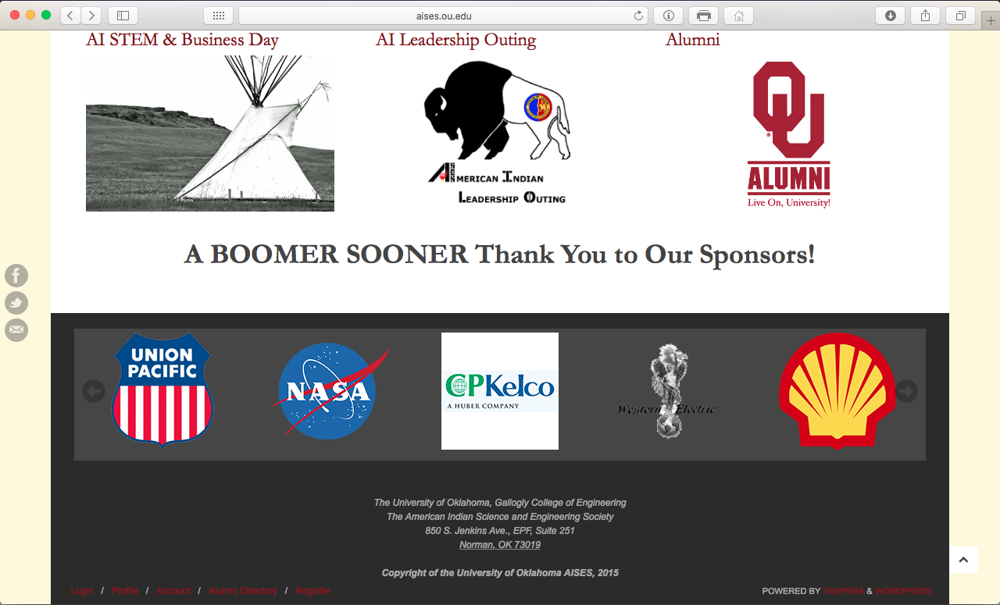 aises.ou.edu
AI STEM & Business Day
AI Leadership Outing
Alumni
AMERICAN INDIAN
LEADERSHIP OUTING
OU
ALUMNI
Live On, University!
A BOOMER SOONER Thank You to Our Sponsors!
UNION
PACIFIC
NASA
CPKelco
A HUBER COMPANY
Western Electric
The University of Oklahoma, Gallogly College of Engineering
The American Indian Science and Engineering Society
850 S. Jenkins Ave., EPF, Suite 251
Norman, OK 73019
Copyright of the University of Oklahoma AISES, 2015
Login / Profile / Account / Alumni Directory / Register
POWERED BY TEMPERA & WORDPRESS.